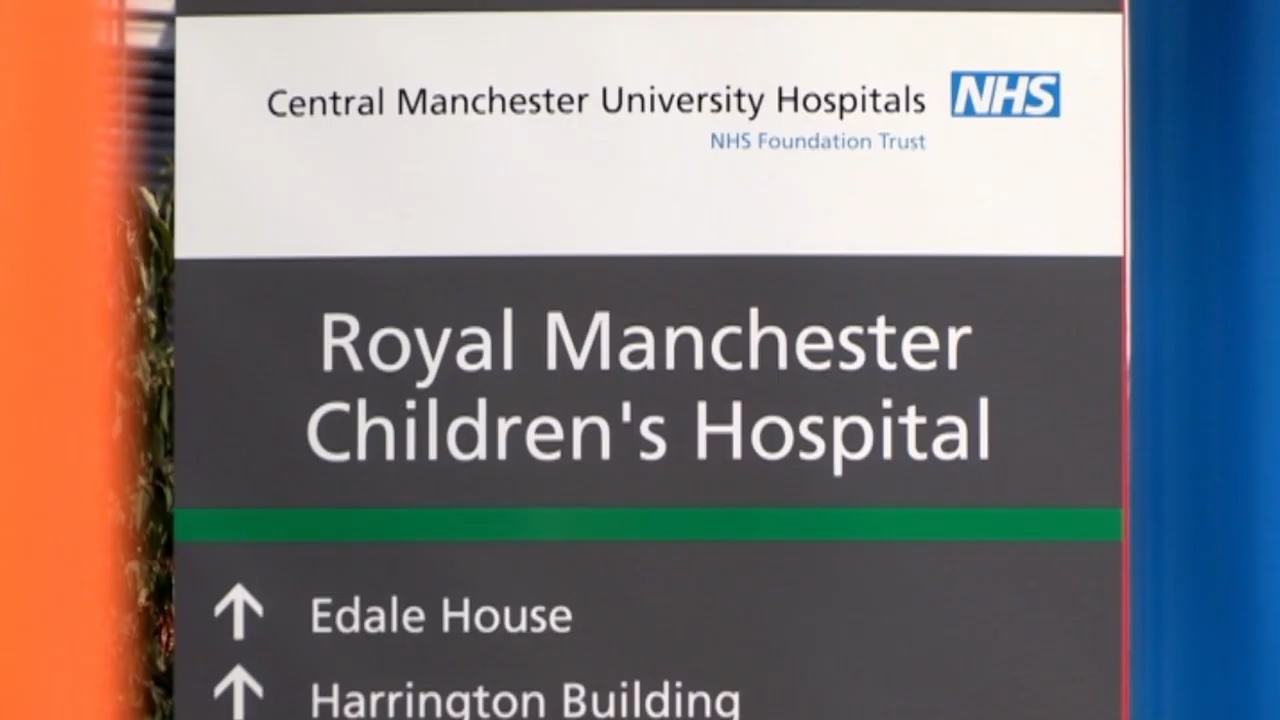 Central Manchester University Hospitals NHS
NHS Foundation Trust
Royal Manchester
Children's Hospital
↑ Edale House
↑ Harrington Building